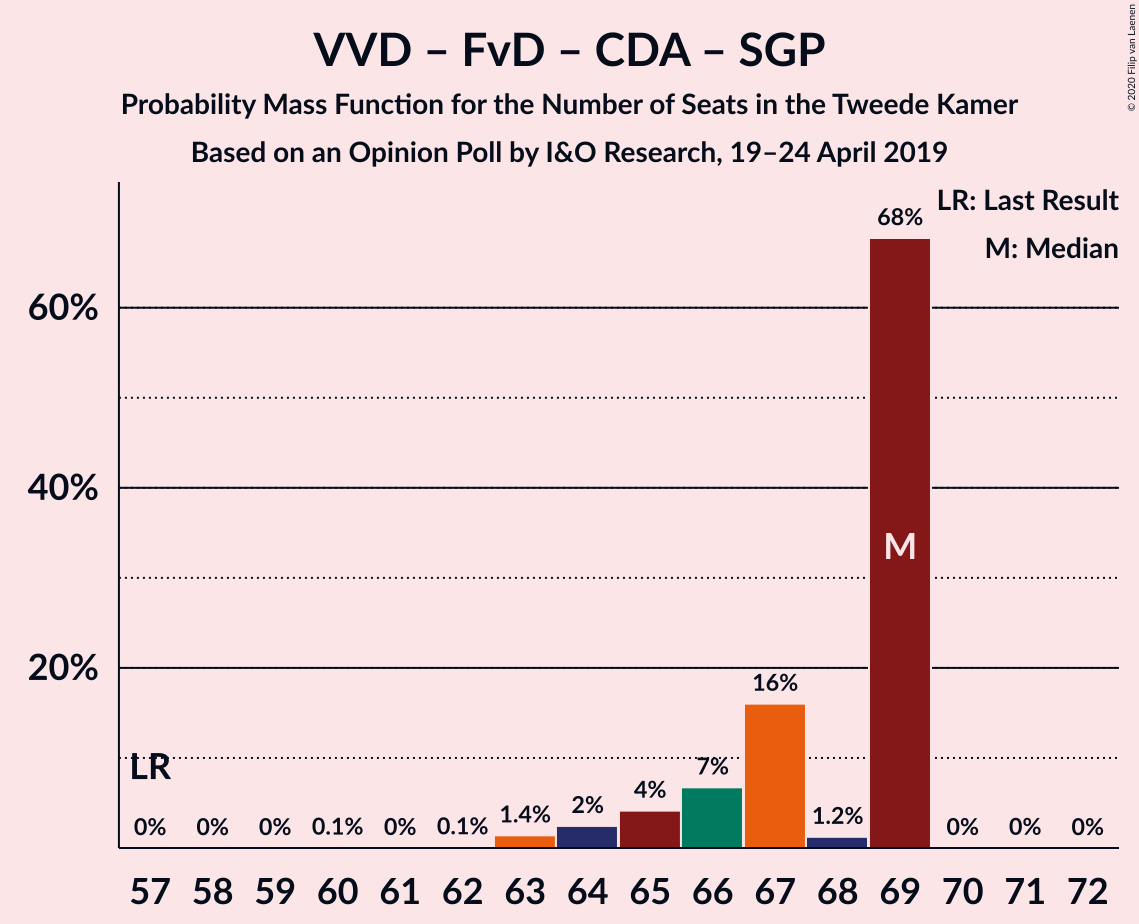 VVD – FvD – CDA – SGP
Probability Mass Function for the Number of Seats in the Tweede Kamer
Based on an Opinion Poll by I&O Research, 19–24 April 2019
© 2020 Filip van Laenen
LR: Last Result
M: Median
60%
40%
20%
LR
M
0% 0% 0% 0.1% 0% 0.1% 1.4% 2% 4% 7% 16% 1.2% 68% 0% 0% 0%
57 58 59 60 61 62 63 64 65 66 67 68 69 70 71 72